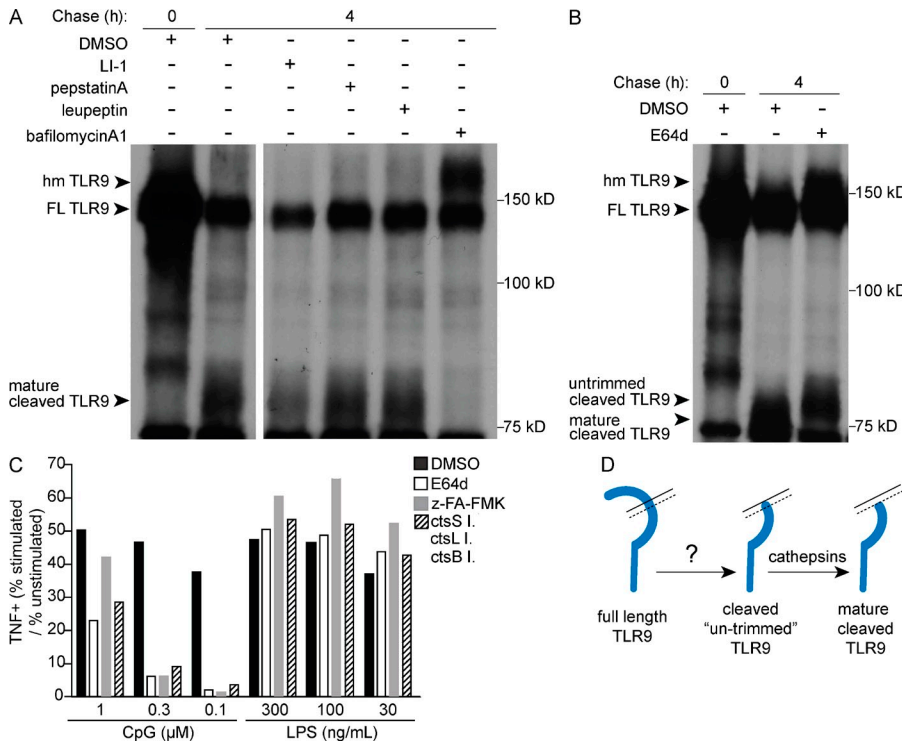 A
Chase (h): 0 4
DMSO + + – – – –
LI-1 – – + – – –
pepstatinA – – – + – –
leupeptin – – – – + –
bafilomycinA1 – – – – – +
hm TLR9
FL TLR9
150 kD
100 kD
mature
cleaved TLR9
75 kD
B
Chase (h): 0 4
DMSO + + –
E64d – – +
hm TLR9
FL TLR9
150 kD
100 kD
untrimmed
cleaved TLR9
mature
cleaved TLR9
75 kD
C
TNF+ (% stimulated
/ % unstimulated)
70
60
50
40
30
20
10
0
1 0.3 0.1 300 100 30
CpG (μM) LPS (ng/mL)
DMSO
E64d
z-FA-FMK
ctsS I.
ctsL I.
ctsB I.
D
?
cathepsins
full length
TLR9
cleaved
"un-trimmed"
TLR9
mature
cleaved
TLR9